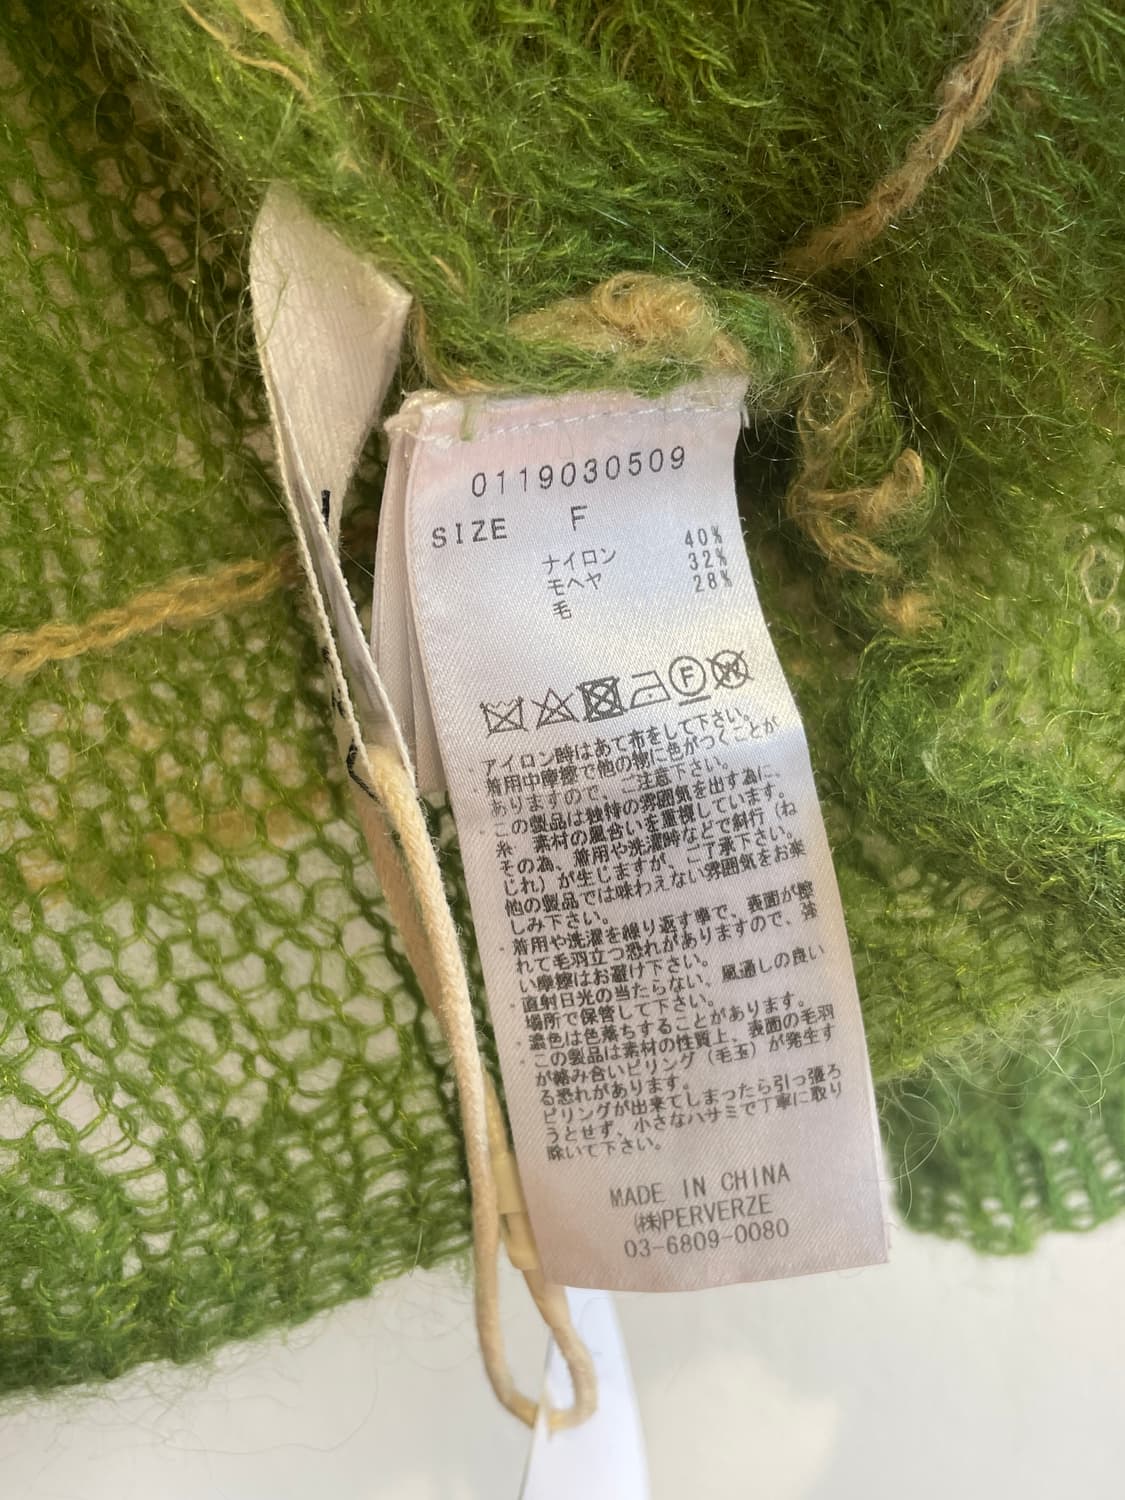 0119030509
SIZE F
ナイロン 40%
モヘヤ 32%
毛 28%
F
W
・アイロン時はあて布をして下さい。
・着用中摩擦で他の物に色がつくことが
ありますので、ご注意下さい。
・この製品は独特の雰囲気を出す為に、
糸、素材の風合いを重視しています。
その為、着用や洗濯時などで斜行（ね
じれ）が生じますが、ご了承下さい。
他の製品では味わえない雰囲気をお楽
しみ下さい。
・着用や洗濯を繰り返す事で、表面が擦
れて毛羽立つ恐れがありますので、強
い摩擦はお避け下さい。
・直射日光の当たらない、風通しの良い
場所で保管して下さい。
・濃色は色落ちすることがあります。
・この製品は素材の性質上、表面の毛羽
が絡み合いピリング（毛玉）が発生す
る恐れがあります。
ピリングが出来てしまったら引っ張ろ
うとせず、小さなハサミで丁寧に取り
除いて下さい。
MADE IN CHINA
㈱PERVERZE
03-6809-0080